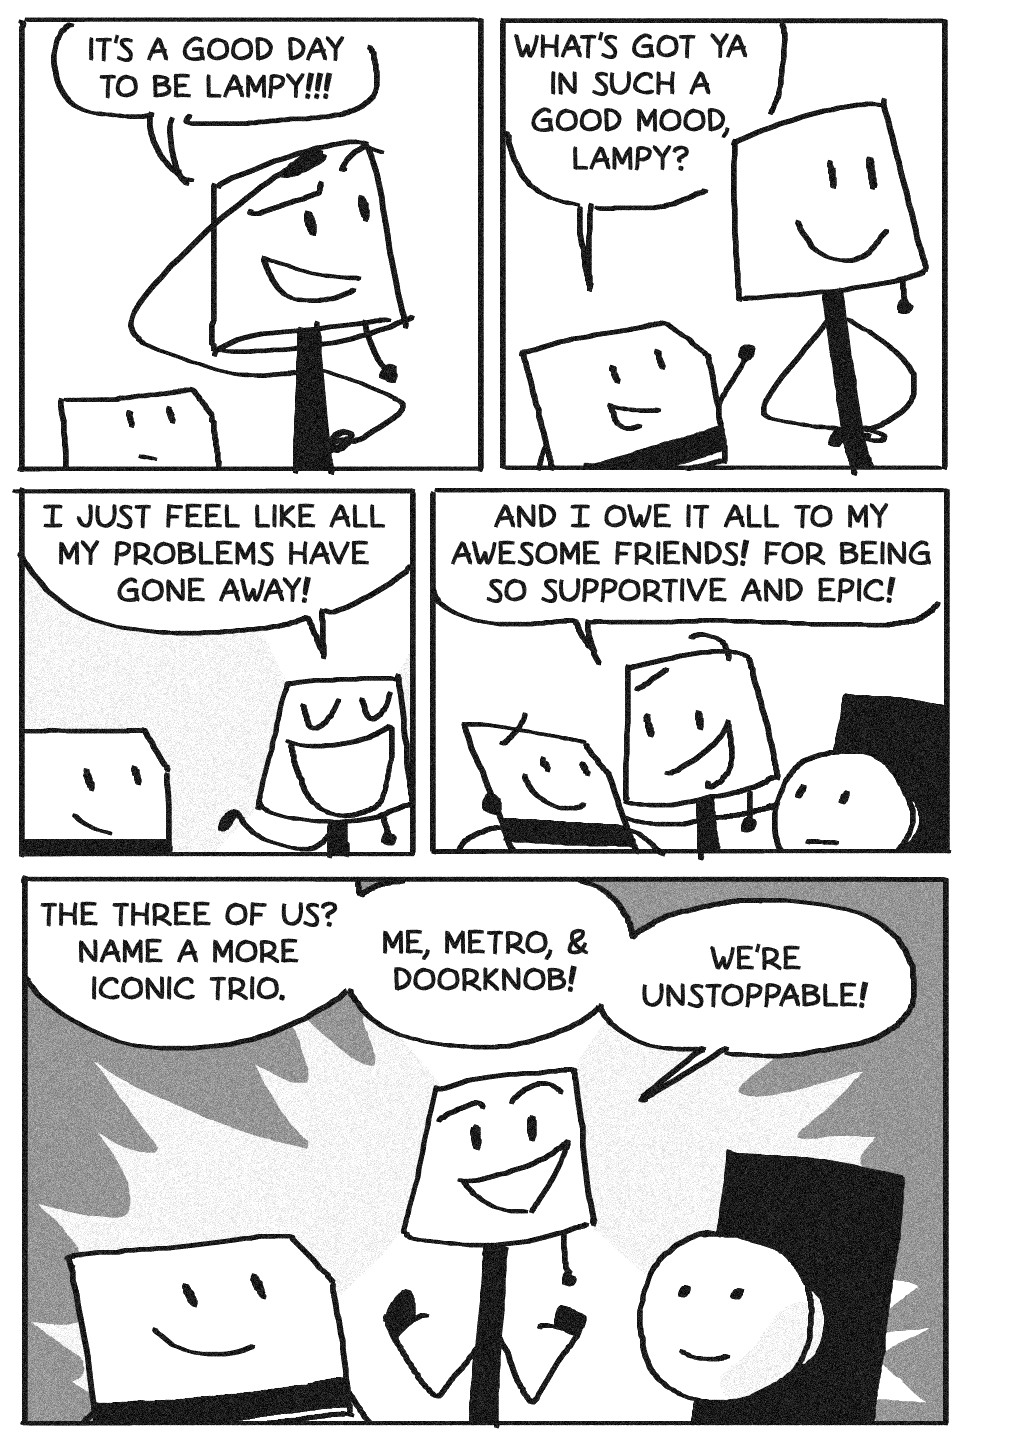 IT'S A GOOD DAY
TO BE LAMPY!!!
WHAT'S GOT YA
IN SUCH A
GOOD MOOD,
LAMPY?
I JUST FEEL LIKE ALL
MY PROBLEMS HAVE
GONE AWAY!
AND I OWE IT ALL TO MY
AWESOME FRIENDS! FOR BEING
SO SUPPORTIVE AND EPIC!
THE THREE OF US?
NAME A MORE
ICONIC TRIO.
ME, METRO, &
DOORKNOB!
WE'RE
UNSTOPPABLE!